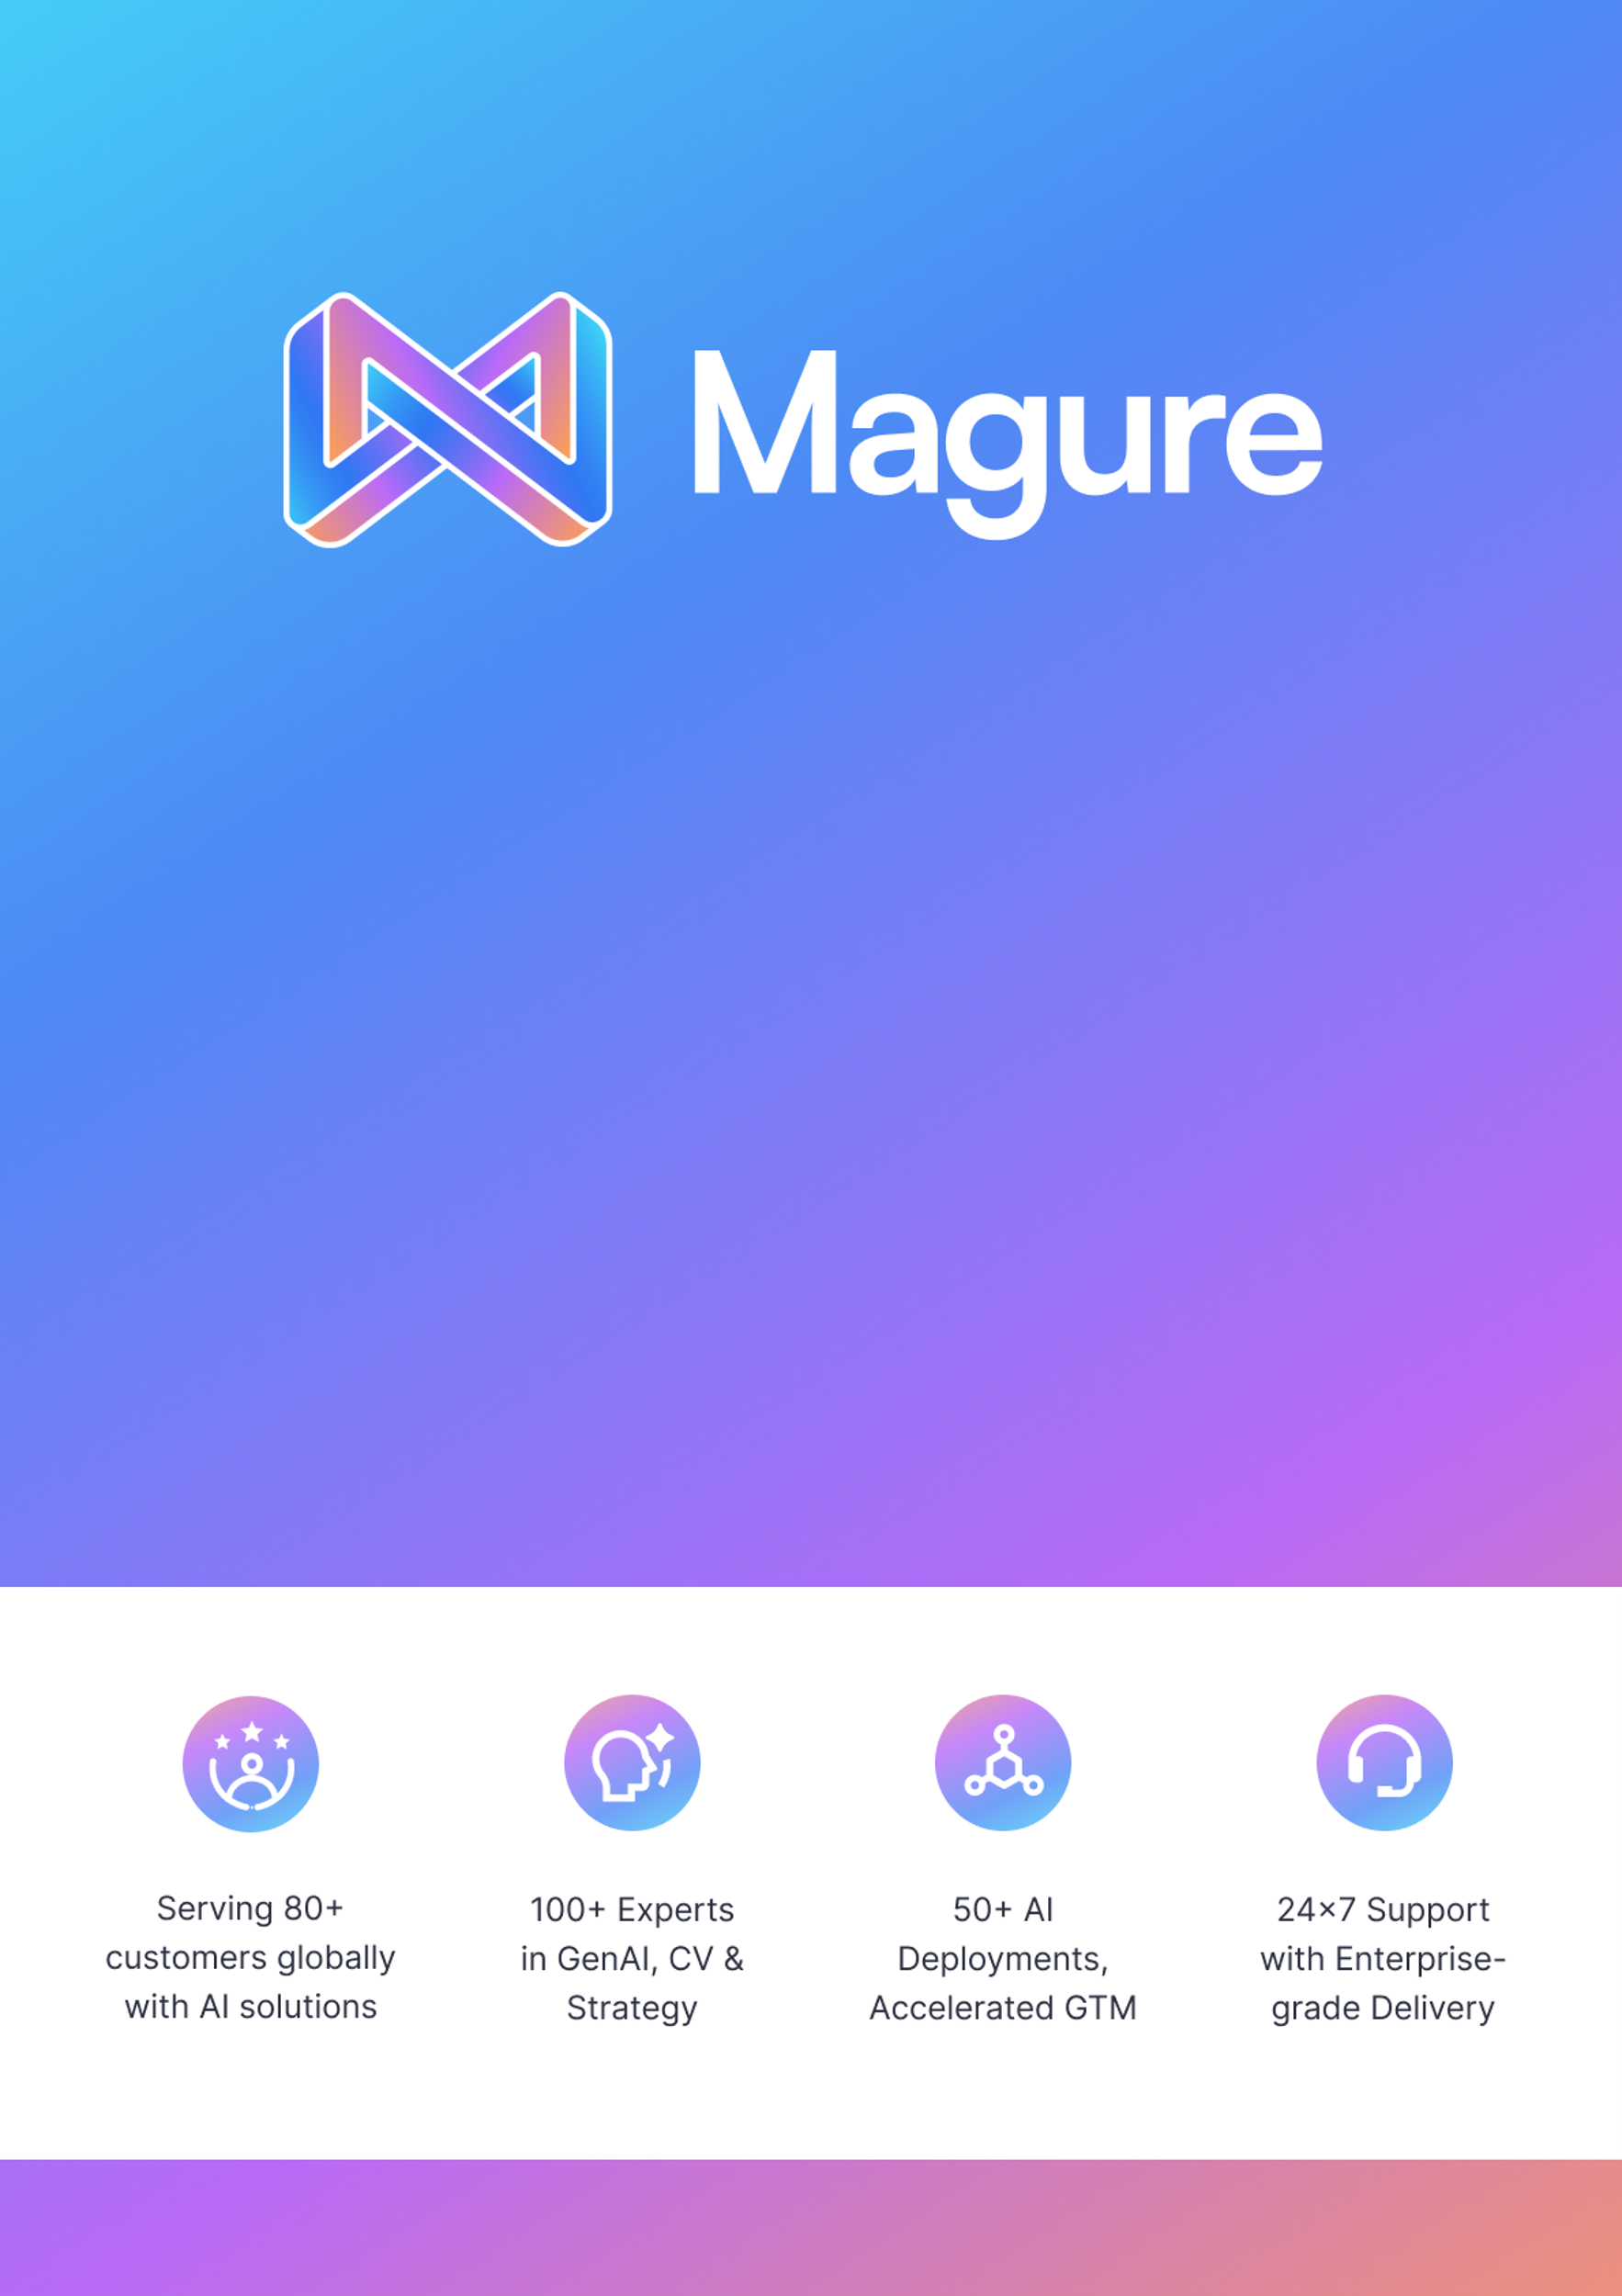 Magure
Serving 80+
customers globally
with AI solutions
100+ Experts
in GenAI, CV &
Strategy
50+ AI
Deployments,
Accelerated GTM
24×7 Support
with Enterprise-
grade Delivery